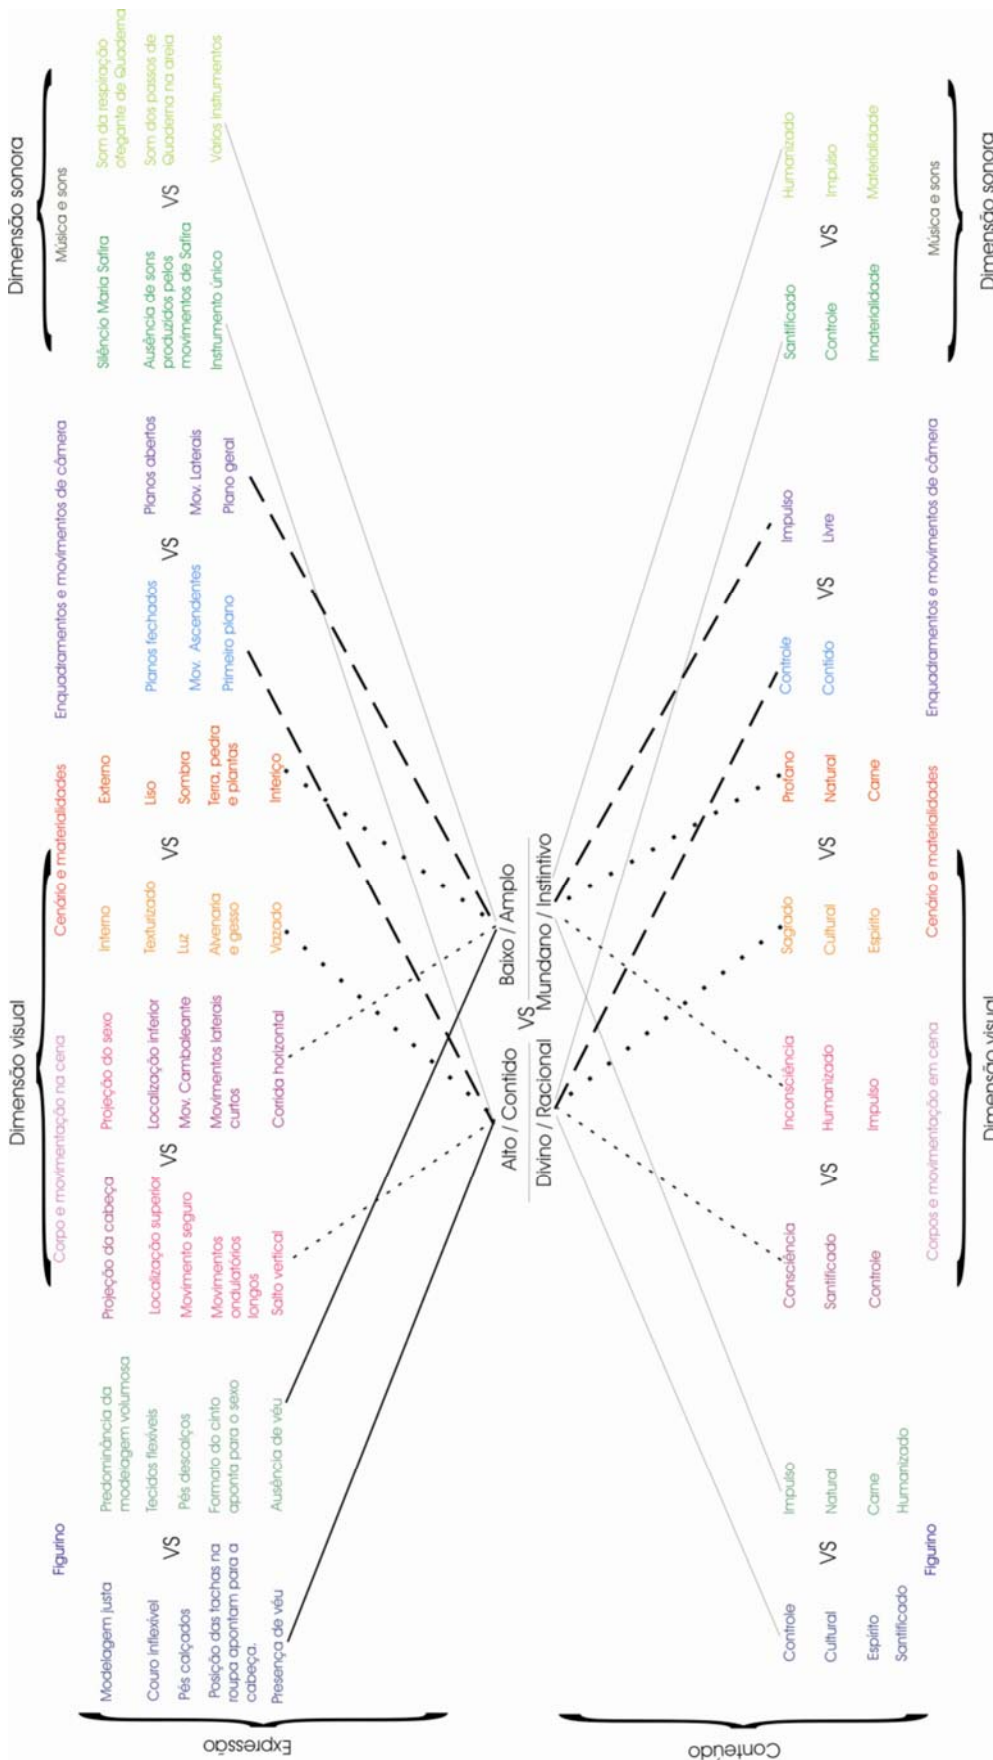 Dimensão visual
Dimensão sonora
Figurino
Corpo e movimentação na cena
Cenário e materialidades
Enquadramentos e movimentos de câmera
Música e sons
Expressão
Modelagem justa
Couro inflexível
Pés calçados
Posição das tachas na
roupa apontam para a
cabeça.
Presença de véu
VS
Predominância da
modelagem volumosa
Tecidos flexíveis
Pés descalços
Formato do cinto
aponta para o sexo
Ausência de véu
Projeção da cabeça
Localização superior
Movimento seguro
Movimentos
ondulatórios
longos
Salto vertical
VS
Projeção do sexo
Localização inferior
Mov. Cambaleante
Movimentos laterais
curtos
Corrida horizontal
Interno
Texturizado
Luz
Alvenaria
e gesso
Vazado
VS
Externo
Liso
Sombra
Terra, pedra
e plantas
Inteiriço
Planos fechados
Mov. Ascendentes
Primeiro plano
VS
Planos abertos
Mov. Laterais
Plano geral
Silêncio Maria Safira
Ausência de sons
produzidos pelos
movimentos de Safira
Instrumento único
VS
Som da respiração
ofegante de Quaderna
Som dos passos de
Quaderna na areia
Vários instrumentos
Alto / Contido
Divino / Racional
VS
Baixo / Amplo
Mundano / Instintivo
Conteúdo
Controle
Cultural
Espírito
Santificado
VS
Impulso
Natural
Carne
Humanizado
Consciência
Santificado
Controle
VS
Inconsciência
Humanizado
Impulso
Sagrado
Cultural
Espírito
VS
Profano
Natural
Carne
Controle
Contido
VS
Impulso
Livre
Santificado
Controle
Imaterialidade
VS
Humanizado
Impulso
Materialidade
Figurino
Corpos e movimentação em cena
Cenário e materialidades
Enquadramentos e movimentos de câmera
Música e sons
Dimensão visual
Dimensão sonora